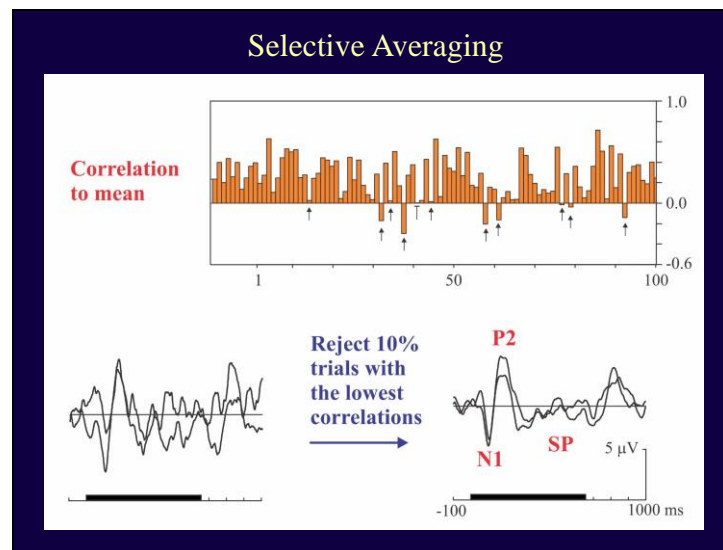 Selective Averaging
1.0
Correlation
to mean
0.0
-0.6
1
50
100
Reject 10%
trials with
the lowest
correlations
P2
N1
SP
5 µV
-100
1000 ms